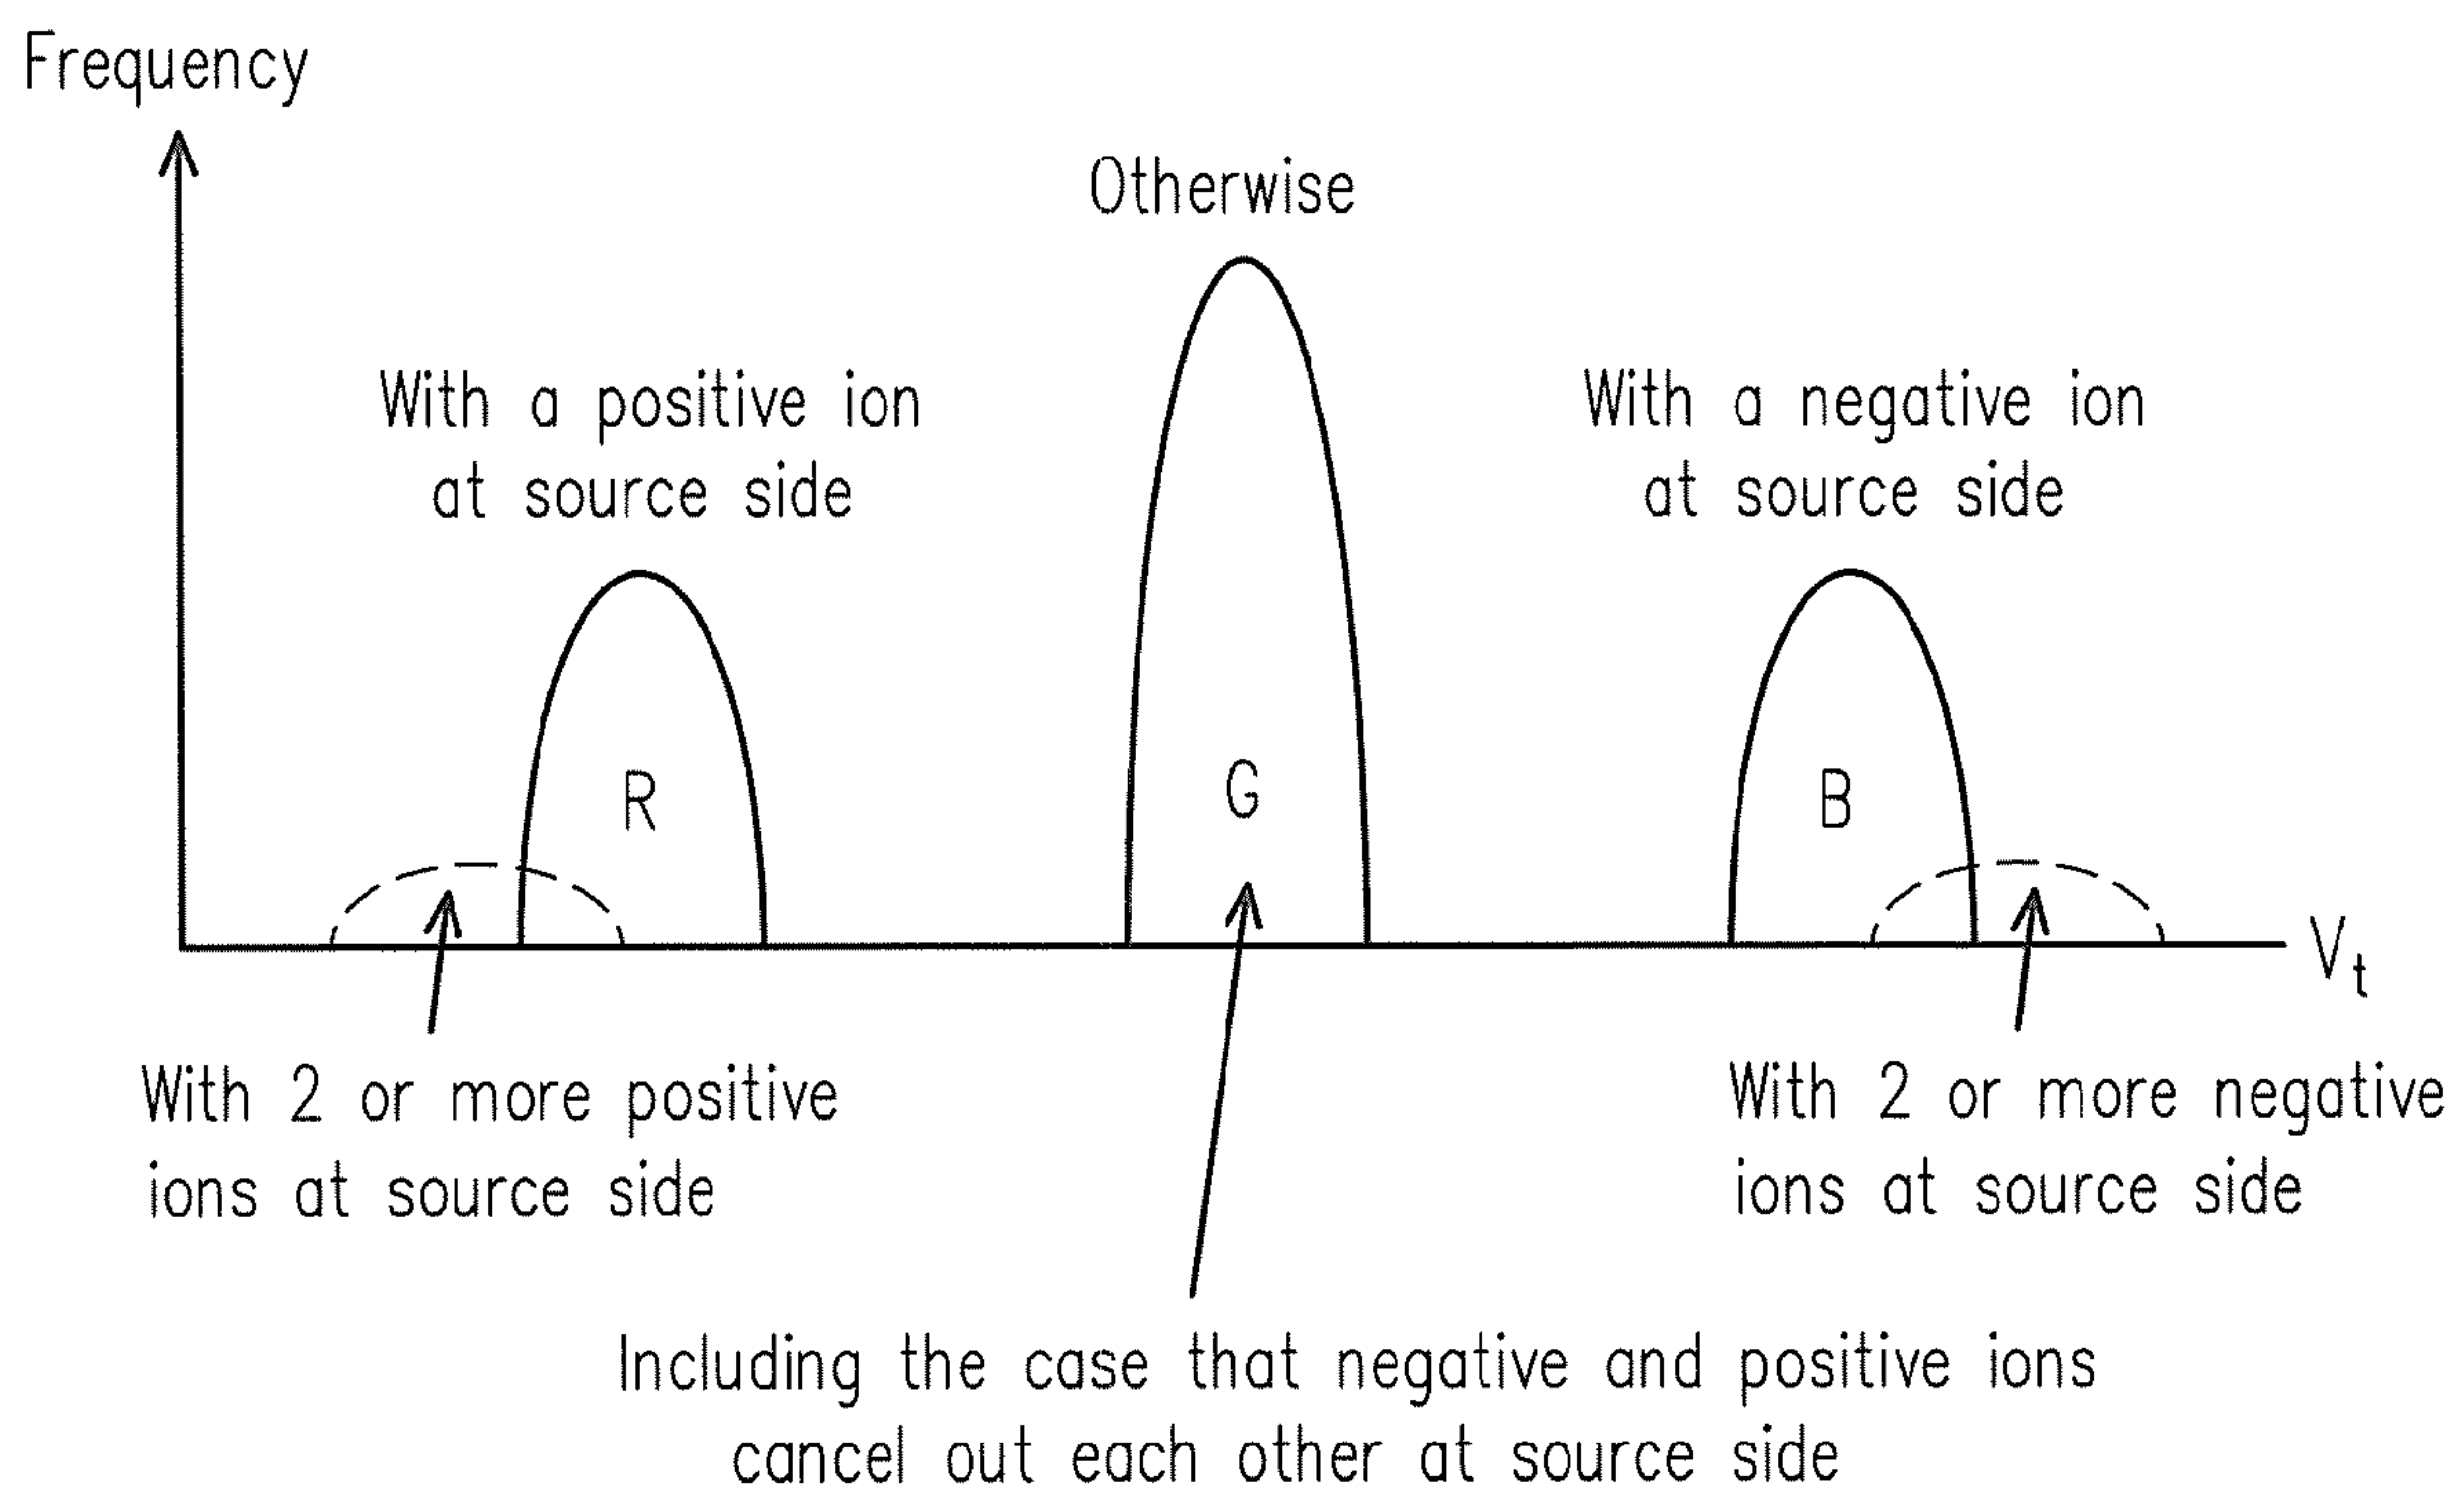 Frequency
Otherwise
With a positive ion
at source side
With a negative ion
at source side
R
G
B
Vt
With 2 or more positive
ions at source side
With 2 or more negative
ions at source side
Including the case that negative and positive ions
cancel out each other at source side